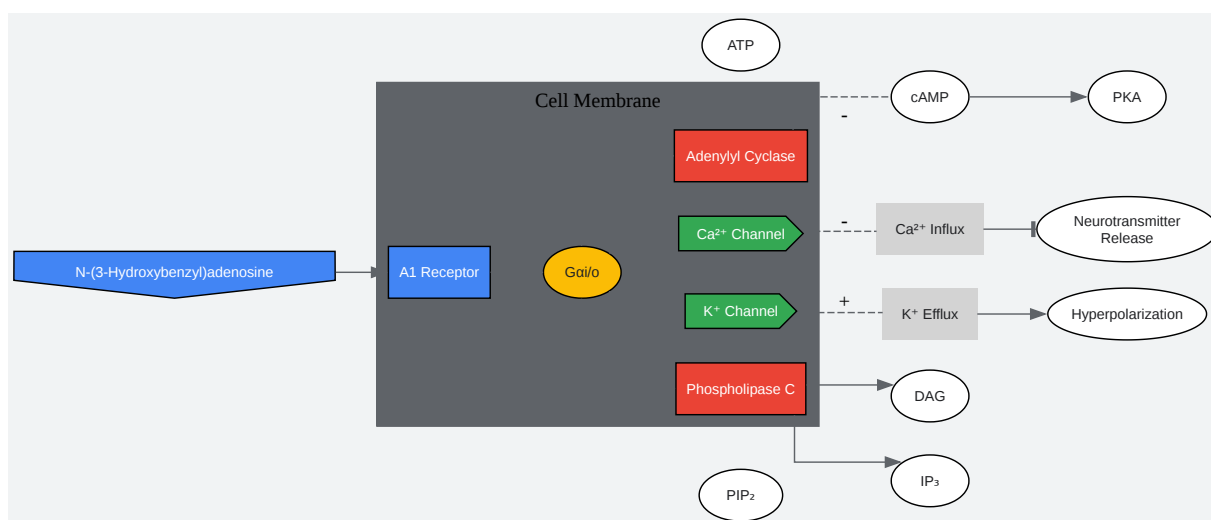 ATP
Cell Membrane
cAMP
PKA
-
Adenylyl Cyclase
-
Ca²⁺ Channel
Ca²⁺ Influx
Neurotransmitter
Release
N-(3-Hydroxybenzyl)adenosine
A1 Receptor
Gαi/o
+
K⁺ Channel
K⁺ Efflux
Hyperpolarization
Phospholipase C
DAG
PIP₂
IP₃